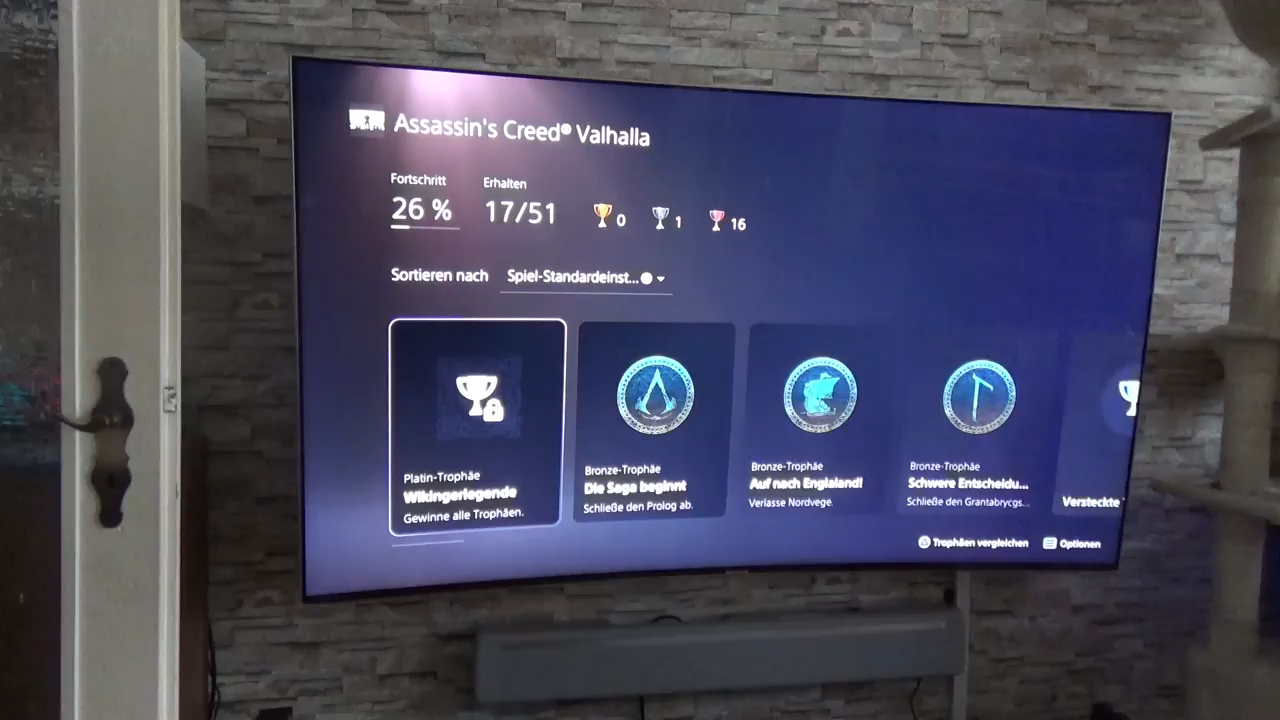 Assassin's Creed® Valhalla
Fortschritt
26 %
Erhalten
17/51
0
1
16
Sortieren nach
Spiel-Standardeinst...
Platin-Trophäe
Wikingerlegende
Gewinne alle Trophäen.
Bronze-Trophäe
Die Saga beginnt
Schließe den Prolog ab.
Bronze-Trophäe
Auf nach Englaland!
Verlasse Nordvege.
Bronze-Trophäe
Schwere Entscheidu...
Schließe den Grantabrycgs...
Versteckte
Trophäen vergleichen
Optionen